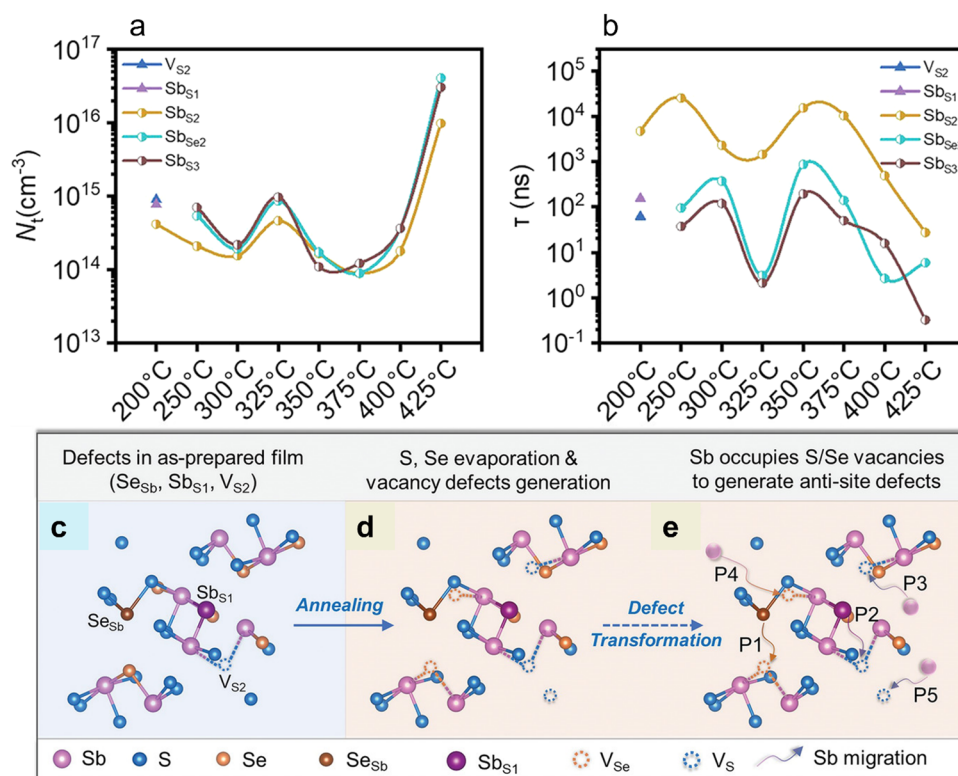 a
10^17
10^16
10^15
10^14
10^13
N_t(cm^-3)
V_S2
Sb_S1
Sb_S2
Sb_Se2
Sb_S3
200°C
250°C
300°C
325°C
350°C
375°C
400°C
425°C
b
10^5
10^4
10^3
10^2
10^1
10^0
10^-1
τ (ns)
V_S2
Sb_S1
Sb_S2
Sb_Se2
Sb_S3
200°C
250°C
300°C
325°C
350°C
375°C
400°C
425°C
Defects in as-prepared film
(Se_Sb, Sb_S1, V_S2)
S, Se evaporation &
vacancy defects generation
Sb occupies S/Se vacancies
to generate anti-site defects
c
Sb_S1
Se_Sb
V_S2
Annealing
d
Defect
Transformation
e
P4
P3
P2
P1
P5
Sb
S
Se
Se_Sb
Sb_S1
V_Se
V_S
Sb migration